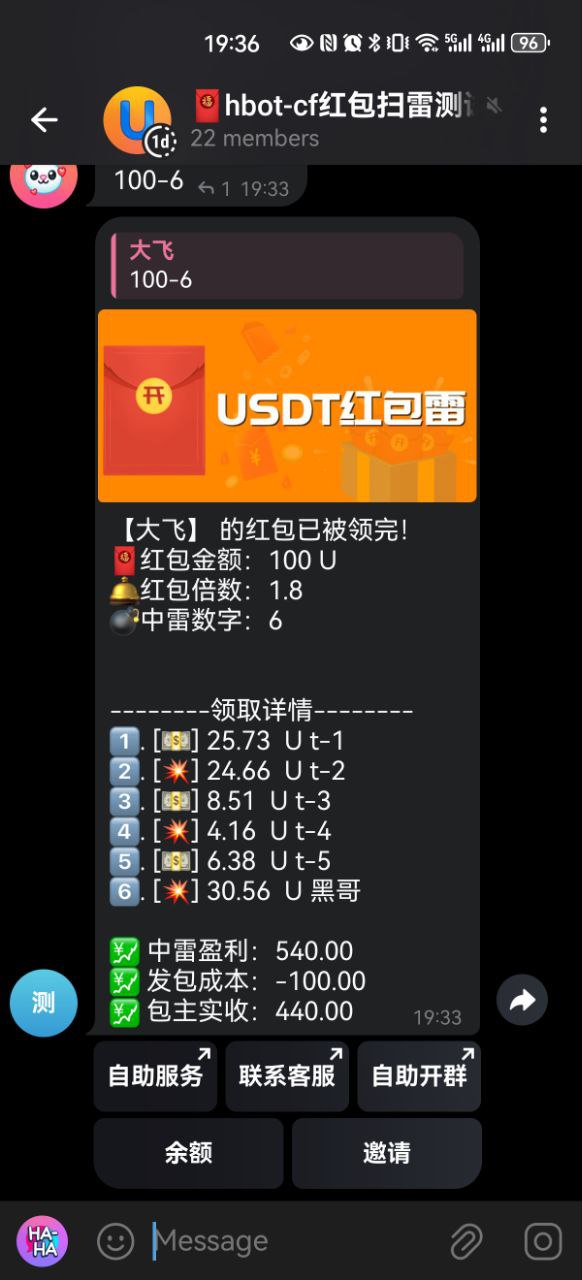 19:36
5G
4G
96
U
1d
🧧hbot-cf红包扫雷测
22 members
100-6
1 19:33
大飞
100-6
USDT红包雷
【大飞】 的红包已被领完!
🧧红包金额：100 U
🛎红包倍数：1.8
💣中雷数字：6
--------领取详情--------
1️⃣. [💵] 25.73 U t-1
2️⃣. [💥] 24.66 U t-2
3️⃣. [💵] 8.51 U t-3
4️⃣. [💥] 4.16 U t-4
5️⃣. [💵] 6.38 U t-5
6️⃣. [💥] 30.56 U 黑哥
💹 中雷盈利：540.00
💹 发包成本：-100.00
💹 包主实收：440.00
19:33
测
自助服务
联系客服
自助开群
余额
邀请
HA-HA
Message